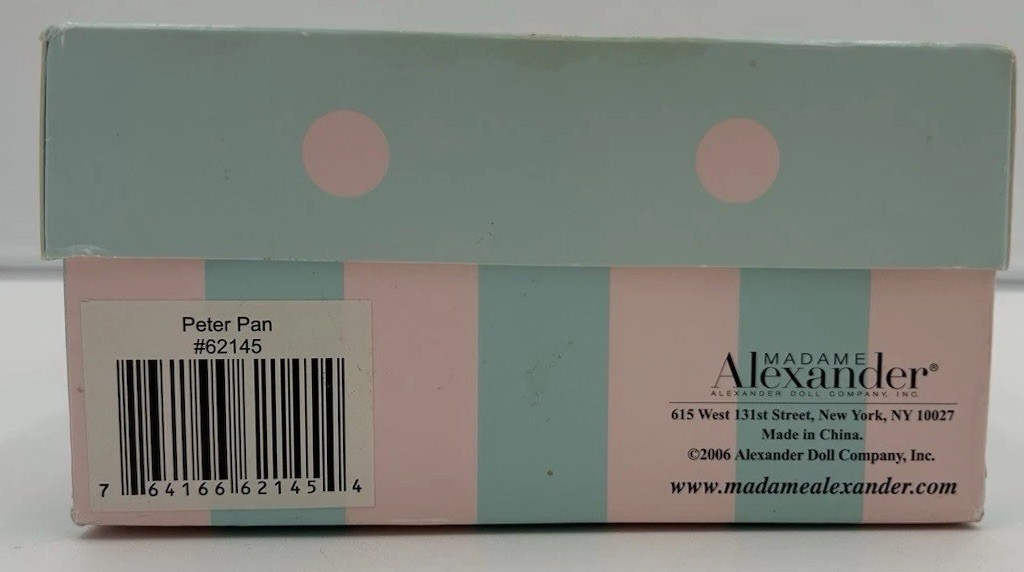 Peter Pan
#62145
7 64166 62145 4
MADAME
Alexander®
ALEXANDER DOLL COMPANY, INC.
615 West 131st Street, New York, NY 10027
Made in China.
©2006 Alexander Doll Company, Inc.
www.madamealexander.com